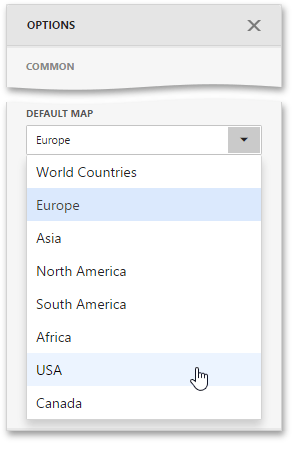 OPTIONS
COMMON
DEFAULT MAP
Europe
World Countries
Europe
Asia
North America
South America
Africa
USA
Canada